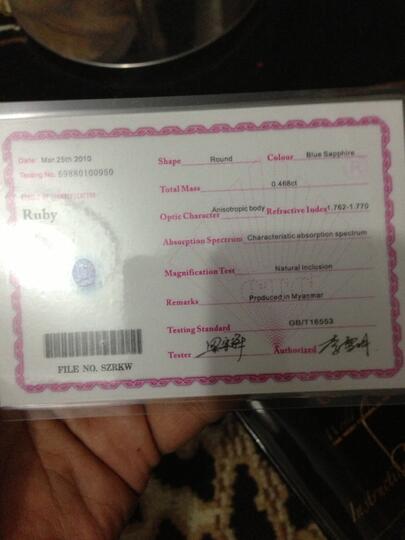 Date: Mar 25th 2010
Testing No. 69880100950
Ruby
FILE NO. SZRKW
Shape Round Colour Blue Sapphire
Total Mass 0.468ct
Optic Character Anisotropic body Refractive Index 1.762-1.770
Absorption Spectrum Characteristic absorption spectrum
Magnification Test Natural Inclusion
Remarks Produced in Myanmar
Testing Standard GB/T16553
Tester Authorized